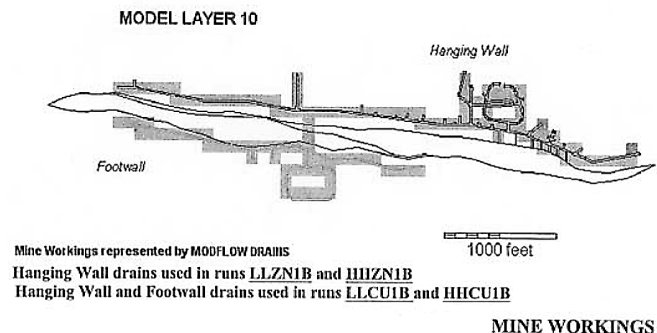 MODEL LAYER 10
Hanging Wall
Footwall
1000 feet
Mine Workings represented by MODFLOW DRAINS
Hanging Wall drains used in runs LLZN1B and HHZN1B
Hanging Wall and Footwall drains used in runs LLCU1B and HHCU1B
MINE WORKINGS